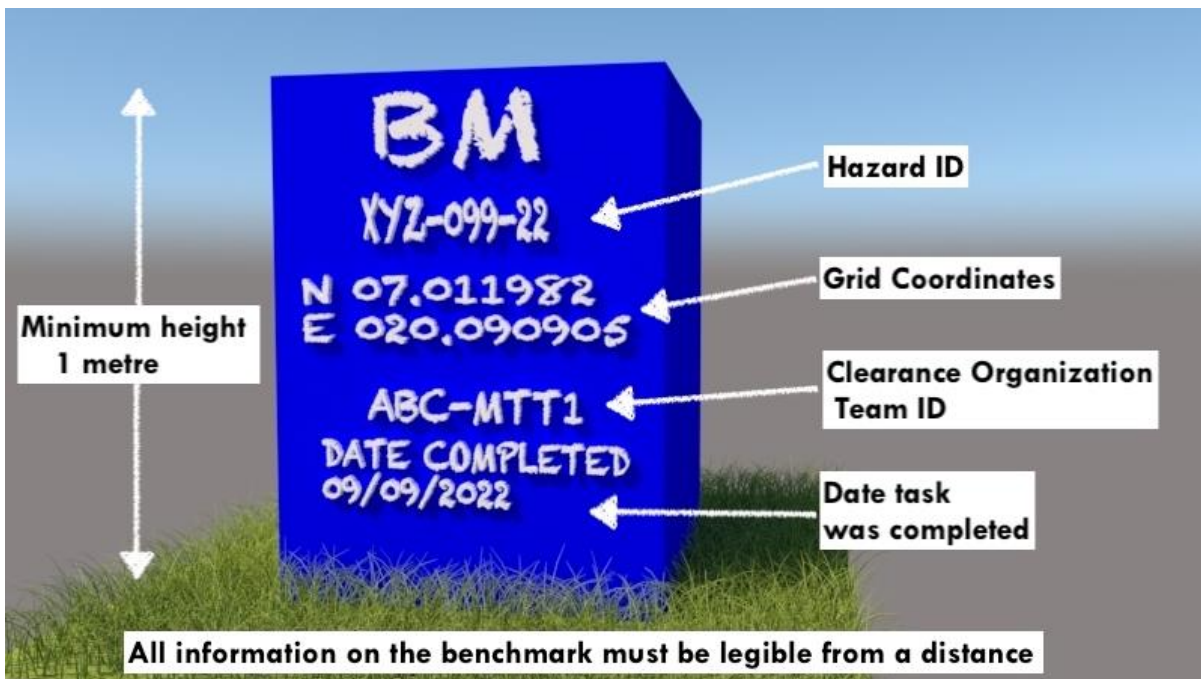 BM
XYZ-099-22
N 07.011982
E 020.090905
ABC-MTT1
DATE COMPLETED
09/09/2022
Minimum height
1 metre
Hazard ID
Grid Coordinates
Clearance Organization
Team ID
Date task
was completed
All information on the benchmark must be legible from a distance